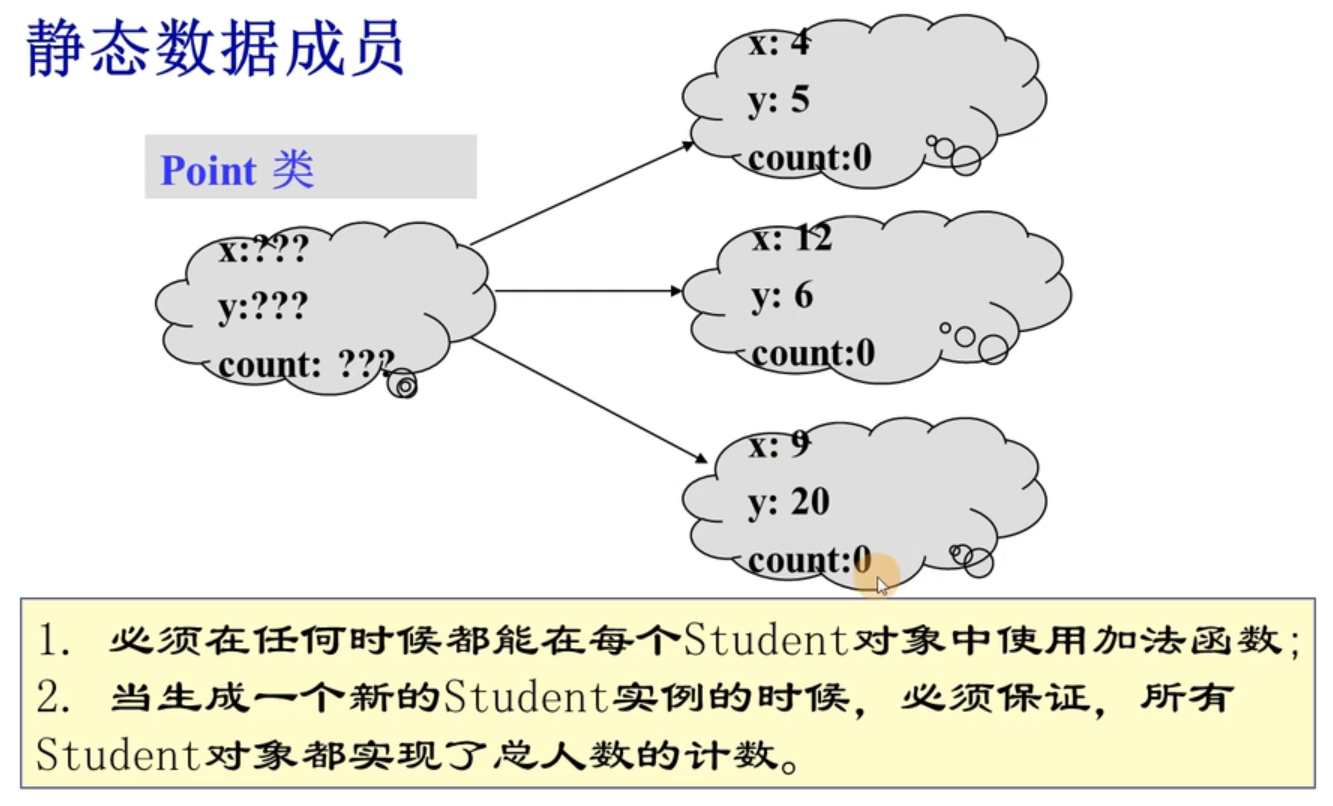 静态数据成员
Point 类
x:???
y:???
count: ???
x: 4
y: 5
count:0
x: 12
y: 6
count:0
x: 9
y: 20
count:0
1. 必须在任何时候都能在每个Student对象中使用加法函数;
2. 当生成一个新的Student实例的时候，必须保证，所有
Student对象都实现了总人数的计数。